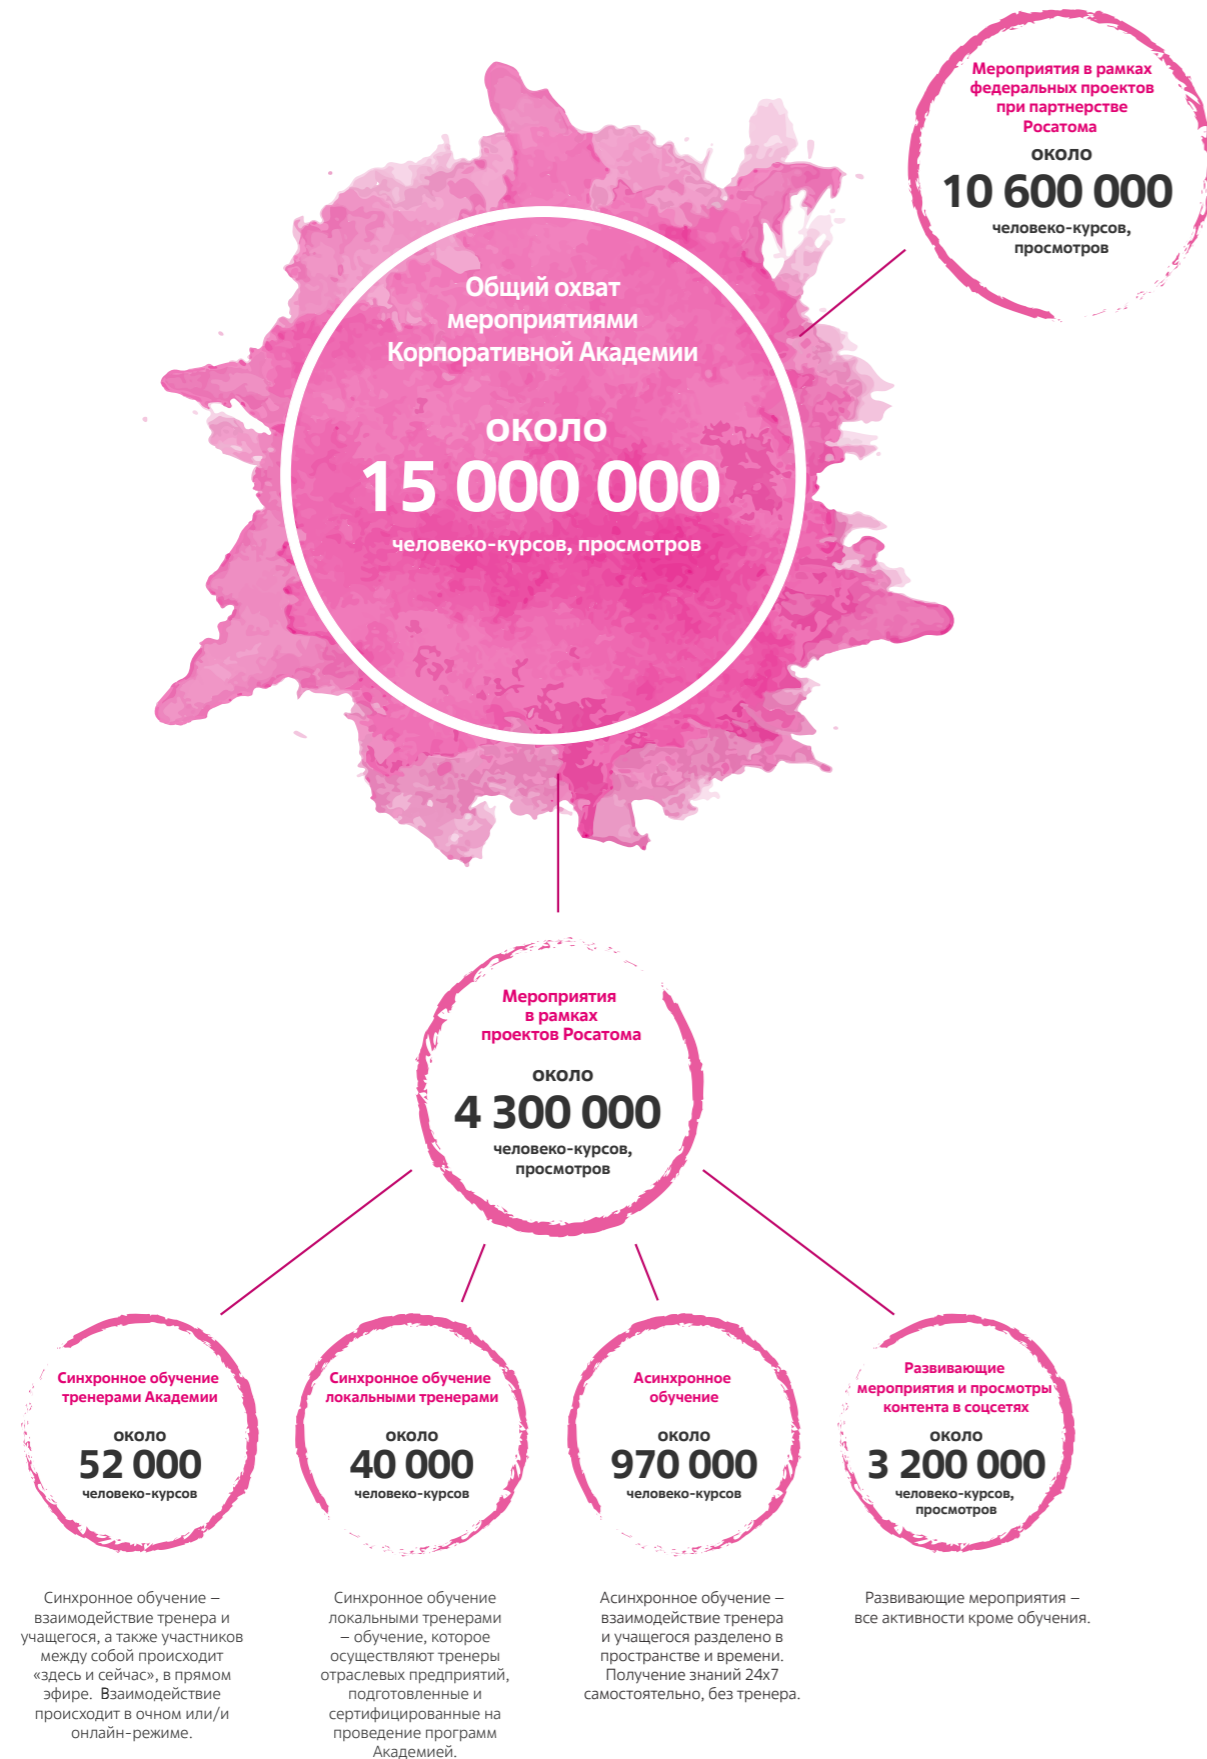 Мероприятия в рамках
федеральных проектов
при партнерстве
Росатома
около
10 600 000
человеко-курсов,
просмотров
Общий охват
мероприятиями
Корпоративной Академии
около
15 000 000
человеко-курсов, просмотров
Мероприятия
в рамках
проектов Росатома
около
4 300 000
человеко-курсов,
просмотров
Синхронное обучение
тренерами Академии
около
52 000
человеко-курсов
Синхронное обучение
локальными тренерами
около
40 000
человеко-курсов
Асинхронное
обучение
около
970 000
человеко-курсов
Развивающие
мероприятия и просмотры
контента в соцсетях
около
3 200 000
человеко-курсов,
просмотров
Синхронное обучение –
взаимодействие тренера и
учащегося, а также участников
между собой происходит
«здесь и сейчас», в прямом
эфире. Взаимодействие
происходит в очном или/и
онлайн-режиме.
Синхронное обучение
локальными тренерами
– обучение, которое
осуществляют тренеры
отраслевых предприятий,
подготовленные и
сертифицированные на
проведение программ
Академией.
Асинхронное обучение –
взаимодействие тренера
и учащегося разделено в
пространстве и времени.
Получение знаний 24х7
самостоятельно, без тренера.
Развивающие мероприятия –
все активности кроме обучения.